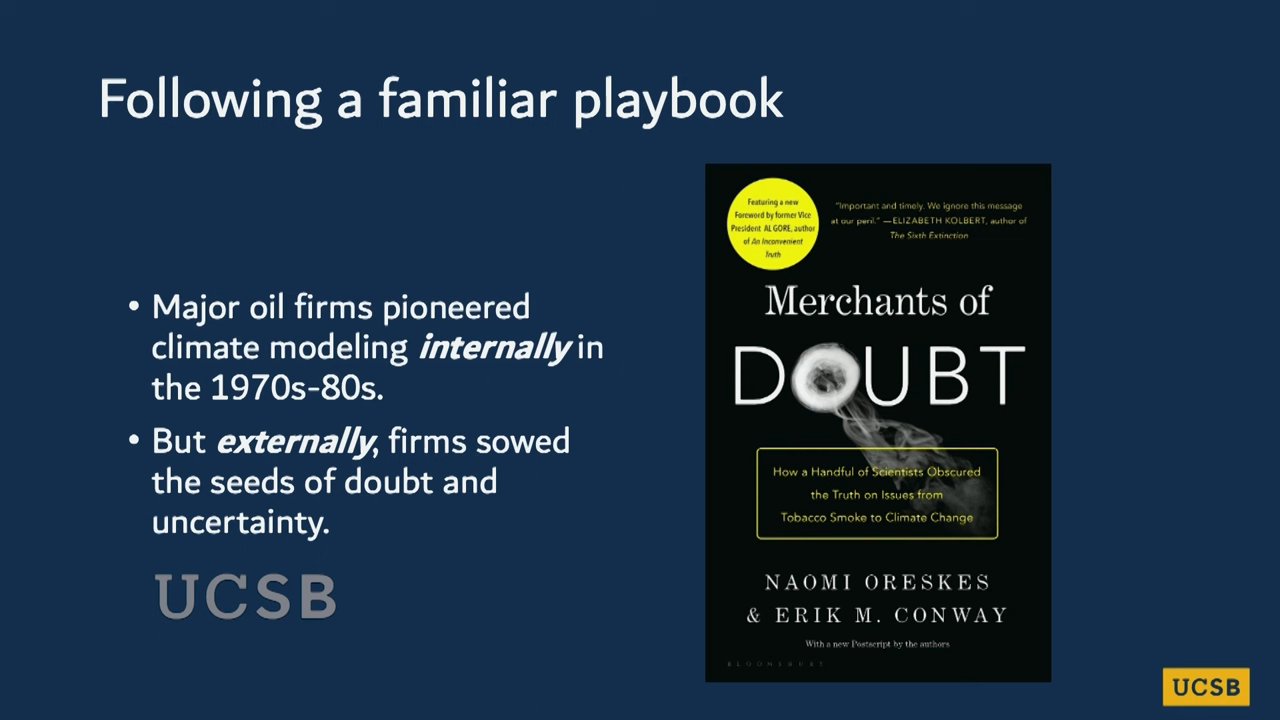 Following a familiar playbook
• Major oil firms pioneered
climate modeling internally in
the 1970s-80s.
• But externally, firms sowed
the seeds of doubt and
uncertainty.
UCSB
Featuring a new
Foreword by former Vice
President AL GORE, author
of An Inconvenient
Truth
"Important and timely. We ignore this message
at our peril." —ELIZABETH KOLBERT, author of
The Sixth Extinction
Merchants of
DOUBT
How a Handful of Scientists Obscured
the Truth on Issues from
Tobacco Smoke to Climate Change
NAOMI ORESKES
& ERIK M. CONWAY
With a new Postscript by the authors
BLOOMSBURY
UCSB